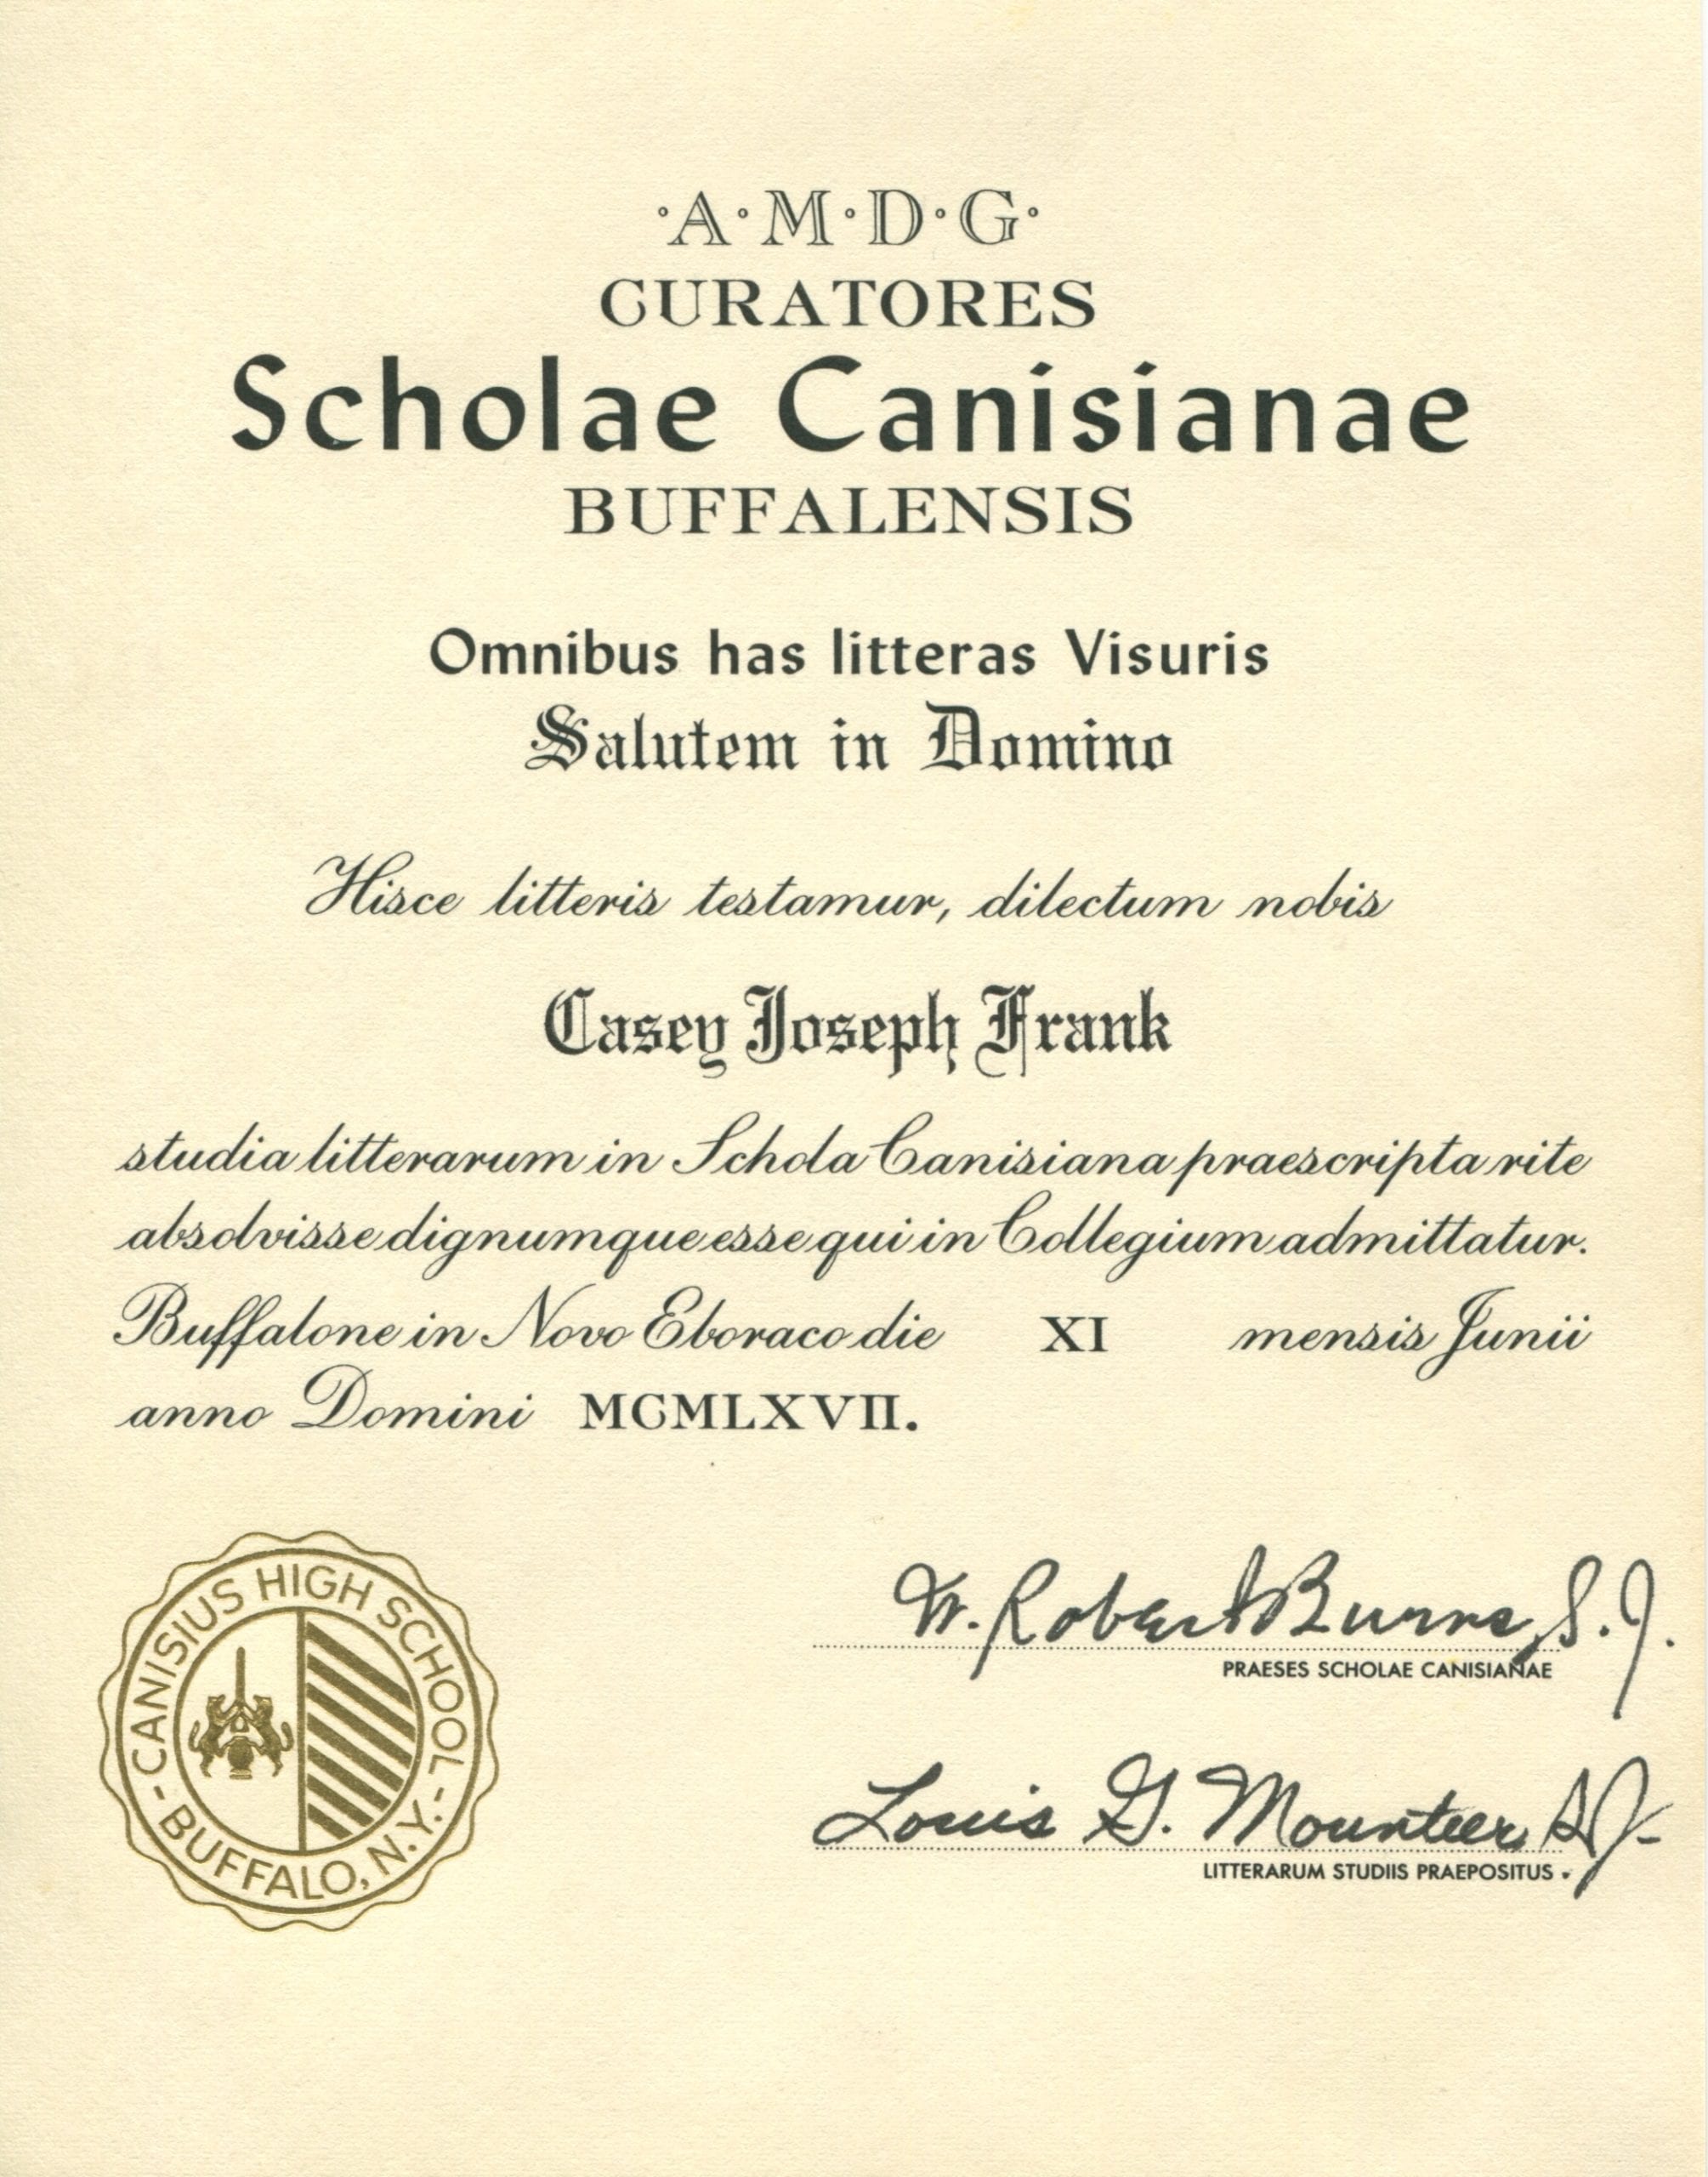 ·A·M·D·G·
CURATORES
Scholae Canisianae
BUFFALENSIS
Omnibus has litteras Visuris
Salutem in Domino
Hisce litteris testamur, dilectum nobis
Casey Joseph Frank
studia litterarum in Schola Canisiana praescripta rite
absolvisse dignumque esse qui in Collegium admittatur.
Buffalone in Novo Eboraco die XI mensis Junii
anno Domini MCMLXVII.
CANISIUS HIGH SCHOOL
- BUFFALO, N.Y. -
W. Robert Burns, S.J.
PRAESES SCHOLAE CANISIANAE
Louis G. Mounteer, SJ-
LITTERARUM STUDIIS PRAEPOSITUS.